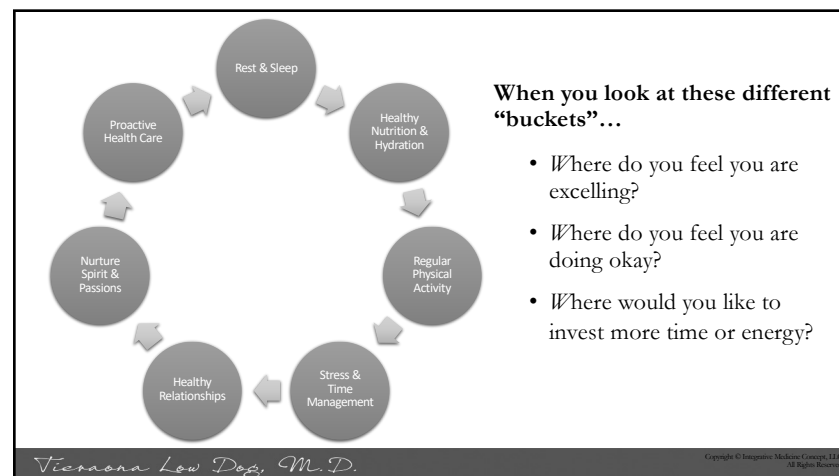 Rest & Sleep
Healthy
Nutrition &
Hydration
Regular
Physical
Activity
Stress &
Time
Management
Healthy
Relationships
Nurture
Spirit &
Passions
Proactive
Health Care
When you look at these different
“buckets”…
• Where do you feel you are
excelling?
• Where do you feel you are
doing okay?
• Where would you like to
invest more time or energy?
Tieraona Low Dog, M.D.
Copyright © Integrative Medicine Concept, LL
All Rights Reserv